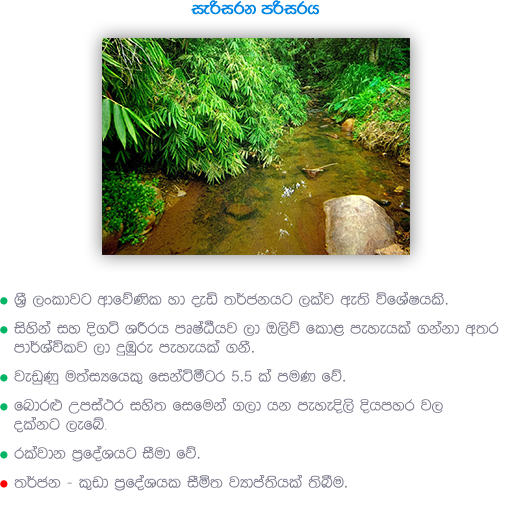 සැරිසරන පරිසරය
ශ්‍රී ලංකාවට ආවේණික හා දැඩි තර්ජනයට ලක්ව ඇති විශේෂයකි.
සිහින් සහ දිගටි ශරීරය පෘෂ්ඨීයව ලා ඔලිව් කොළ පැහැයක් ගන්නා අතර
පාර්ශ්විකව ලා දුඹුරු පැහැයක් ගනී.
වැඩුණු මත්ස්‍යයෙකු සෙන්ටිමීටර 5.5 ක් පමණ වේ.
බොරළු උපස්ථර සහිත සෙමෙන් ගලා යන පැහැදිලි දියපහර වල
දක්නට ලැබේ.
රක්වාන ප්‍රදේශයට සීමා වේ.
තර්ජන - කුඩා ප්‍රදේශයක සීමිත ව්‍යාප්තියක් තිබීම.